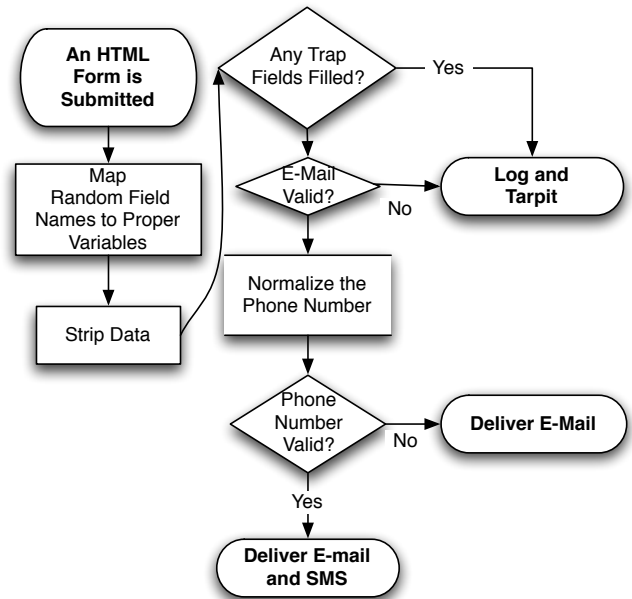 An HTML
Form is
Submitted
Map
Random Field
Names to Proper
Variables
Strip Data
Any Trap
Fields Filled?
Yes
E-Mail
Valid?
No
Log and
Tarpit
Normalize the
Phone Number
Phone
Number
Valid?
No
Deliver E-Mail
Yes
Deliver E-mail
and SMS